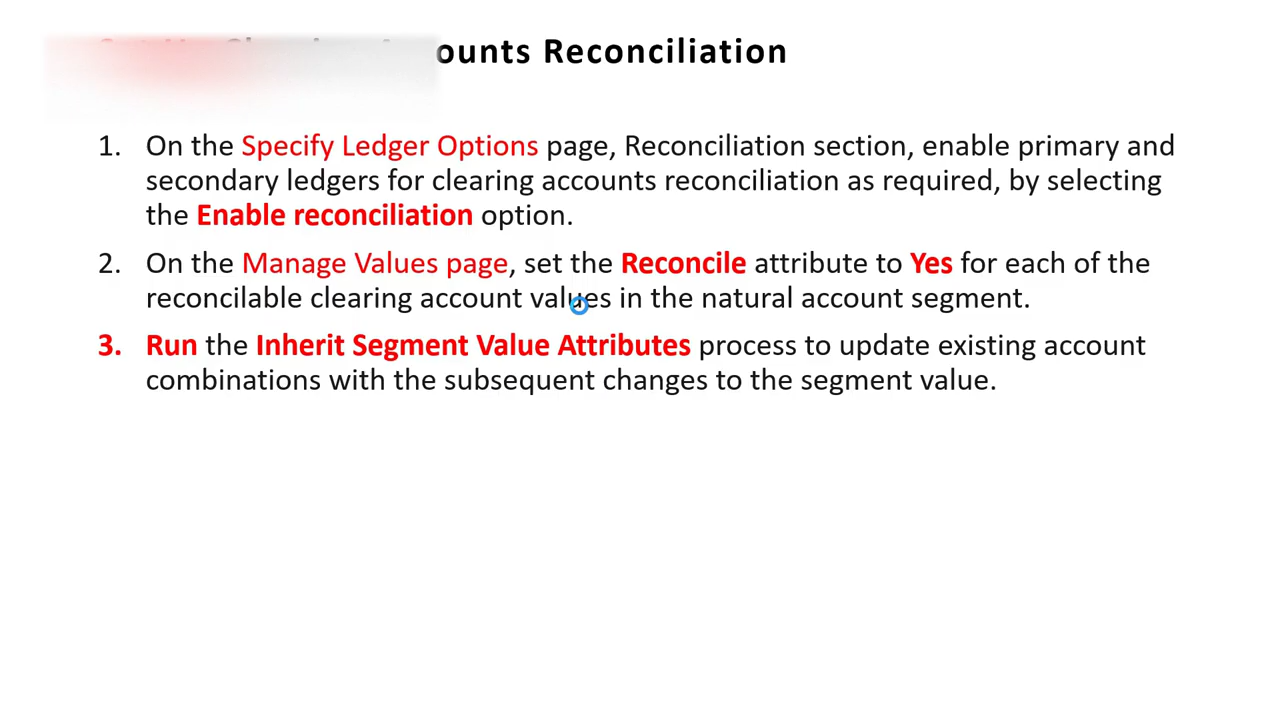 ounts Reconciliation
1. On the Specify Ledger Options page, Reconciliation section, enable primary and
secondary ledgers for clearing accounts reconciliation as required, by selecting
the Enable reconciliation option.
2. On the Manage Values page, set the Reconcile attribute to Yes for each of the
reconcilable clearing account values in the natural account segment.
3. Run the Inherit Segment Value Attributes process to update existing account
combinations with the subsequent changes to the segment value.